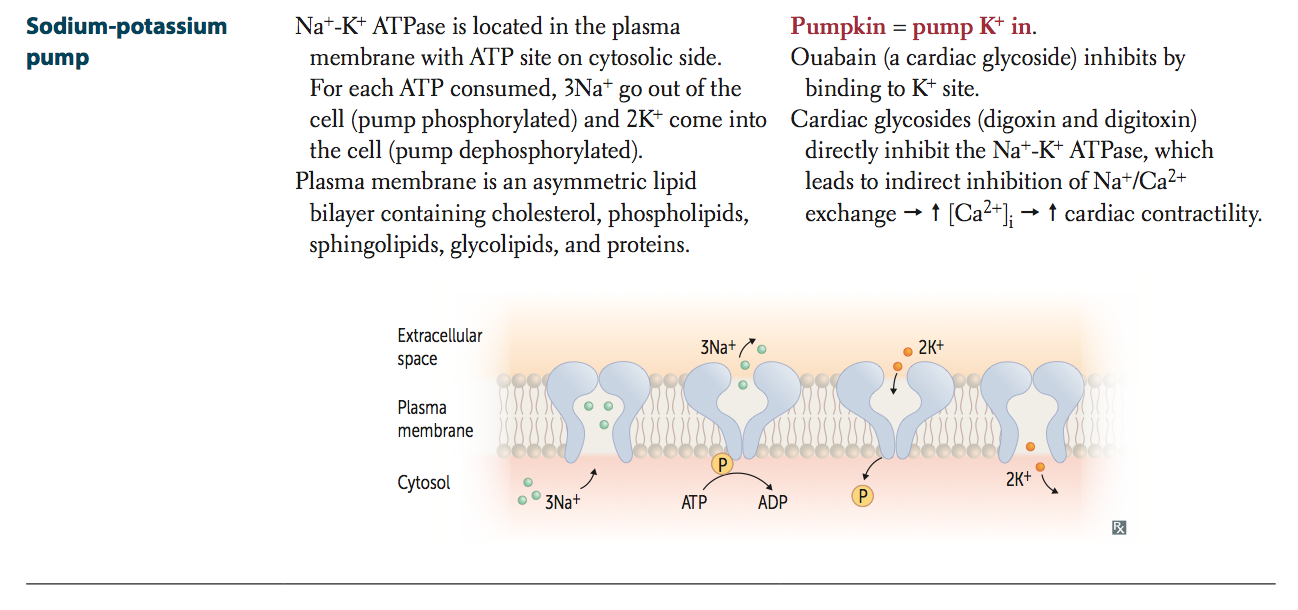 Sodium-potassium
pump
Na⁺-K⁺ ATPase is located in the plasma
membrane with ATP site on cytosolic side.
For each ATP consumed, 3Na⁺ go out of the
cell (pump phosphorylated) and 2K⁺ come into
the cell (pump dephosphorylated).
Plasma membrane is an asymmetric lipid
bilayer containing cholesterol, phospholipids,
sphingolipids, glycolipids, and proteins.
Pumpkin = pump K⁺ in.
Ouabain (a cardiac glycoside) inhibits by
binding to K⁺ site.
Cardiac glycosides (digoxin and digitoxin)
directly inhibit the Na⁺-K⁺ ATPase, which
leads to indirect inhibition of Na⁺/Ca²⁺
exchange → ↑ [Ca²⁺]ᵢ → ↑ cardiac contractility.
Extracellular
space
Plasma
membrane
Cytosol
3Na⁺
3Na⁺
P
ATP
ADP
2K⁺
P
2K⁺
Rx